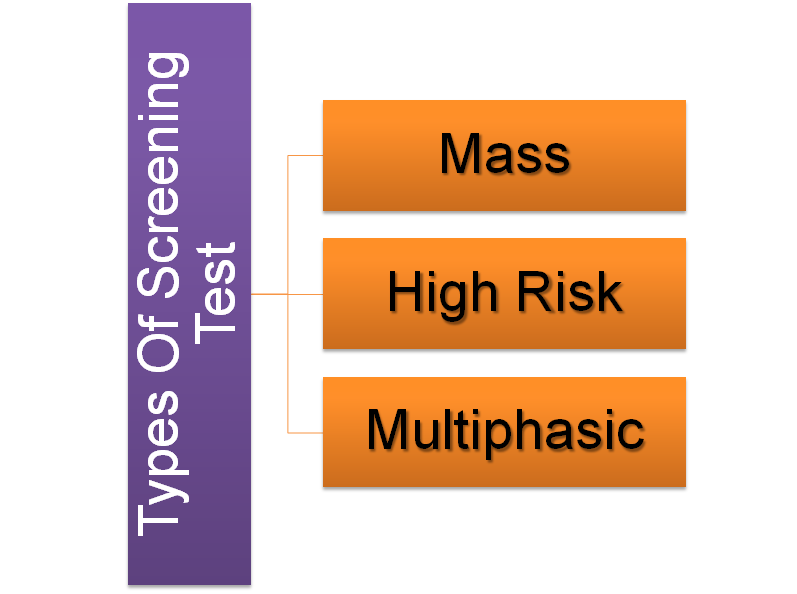 Types Of Screening
Test
Mass
High Risk
Multiphasic